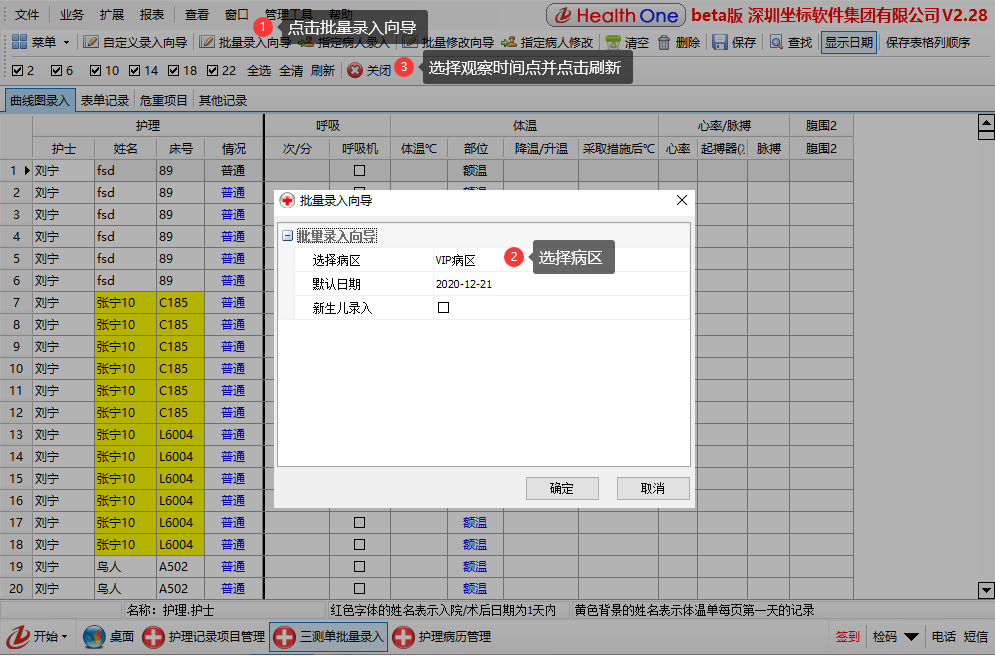 文件 业务 扩展 报表 查看 窗口 管理工具 帮助
Health One beta版 深圳坐标软件集团有限公司 V2.28
1 点击批量录入向导
菜单 自定义录入向导 批量录入向导 指定病人录入 批量修改向导 指定病人修改 清空 删除 保存 查找 显示日期 保存表格列顺序
2 6 10 14 18 22 全选 全清 刷新 关闭
3 选择观察时间点并点击刷新
曲线图录入 表单记录 危重项目 其他记录
护理 呼吸 体温 心率/脉搏 腹围2
护士 姓名 床号 情况 次/分 呼吸机 体温℃ 部位 降温/升温 采取措施后℃ 心率 起搏器( 脉搏 腹围2
1 刘宁 fsd 89 普通 额温
2 刘宁 fsd 89 普通
3 刘宁 fsd 89 普通
4 刘宁 fsd 89 普通
5 刘宁 fsd 89 普通
6 刘宁 fsd 89 普通
7 刘宁 张宁10 C185 普通
8 刘宁 张宁10 C185 普通
9 刘宁 张宁10 C185 普通
10 刘宁 张宁10 C185 普通
11 刘宁 张宁10 C185 普通
12 刘宁 张宁10 C185 普通
13 刘宁 张宁10 L6004 普通
14 刘宁 张宁10 L6004 普通
15 刘宁 张宁10 L6004 普通
16 刘宁 张宁10 L6004 普通
17 刘宁 张宁10 L6004 普通 额温
18 刘宁 张宁10 L6004 普通 额温
19 刘宁 鸟人 A502 普通 额温
20 刘宁 鸟人 A502 普通 额温
批量录入向导
批量录入向导
选择病区 VIP病区
2 选择病区
默认日期 2020-12-21
新生儿录入
确定 取消
名称：护理.护士 红色字体的姓名表示入院/术后日期为1天内 黄色背景的姓名表示体温单每页第一天的记录
开始 桌面 护理记录项目管理 三测单批量录入 护理病历管理 签到 检码 电话 短信